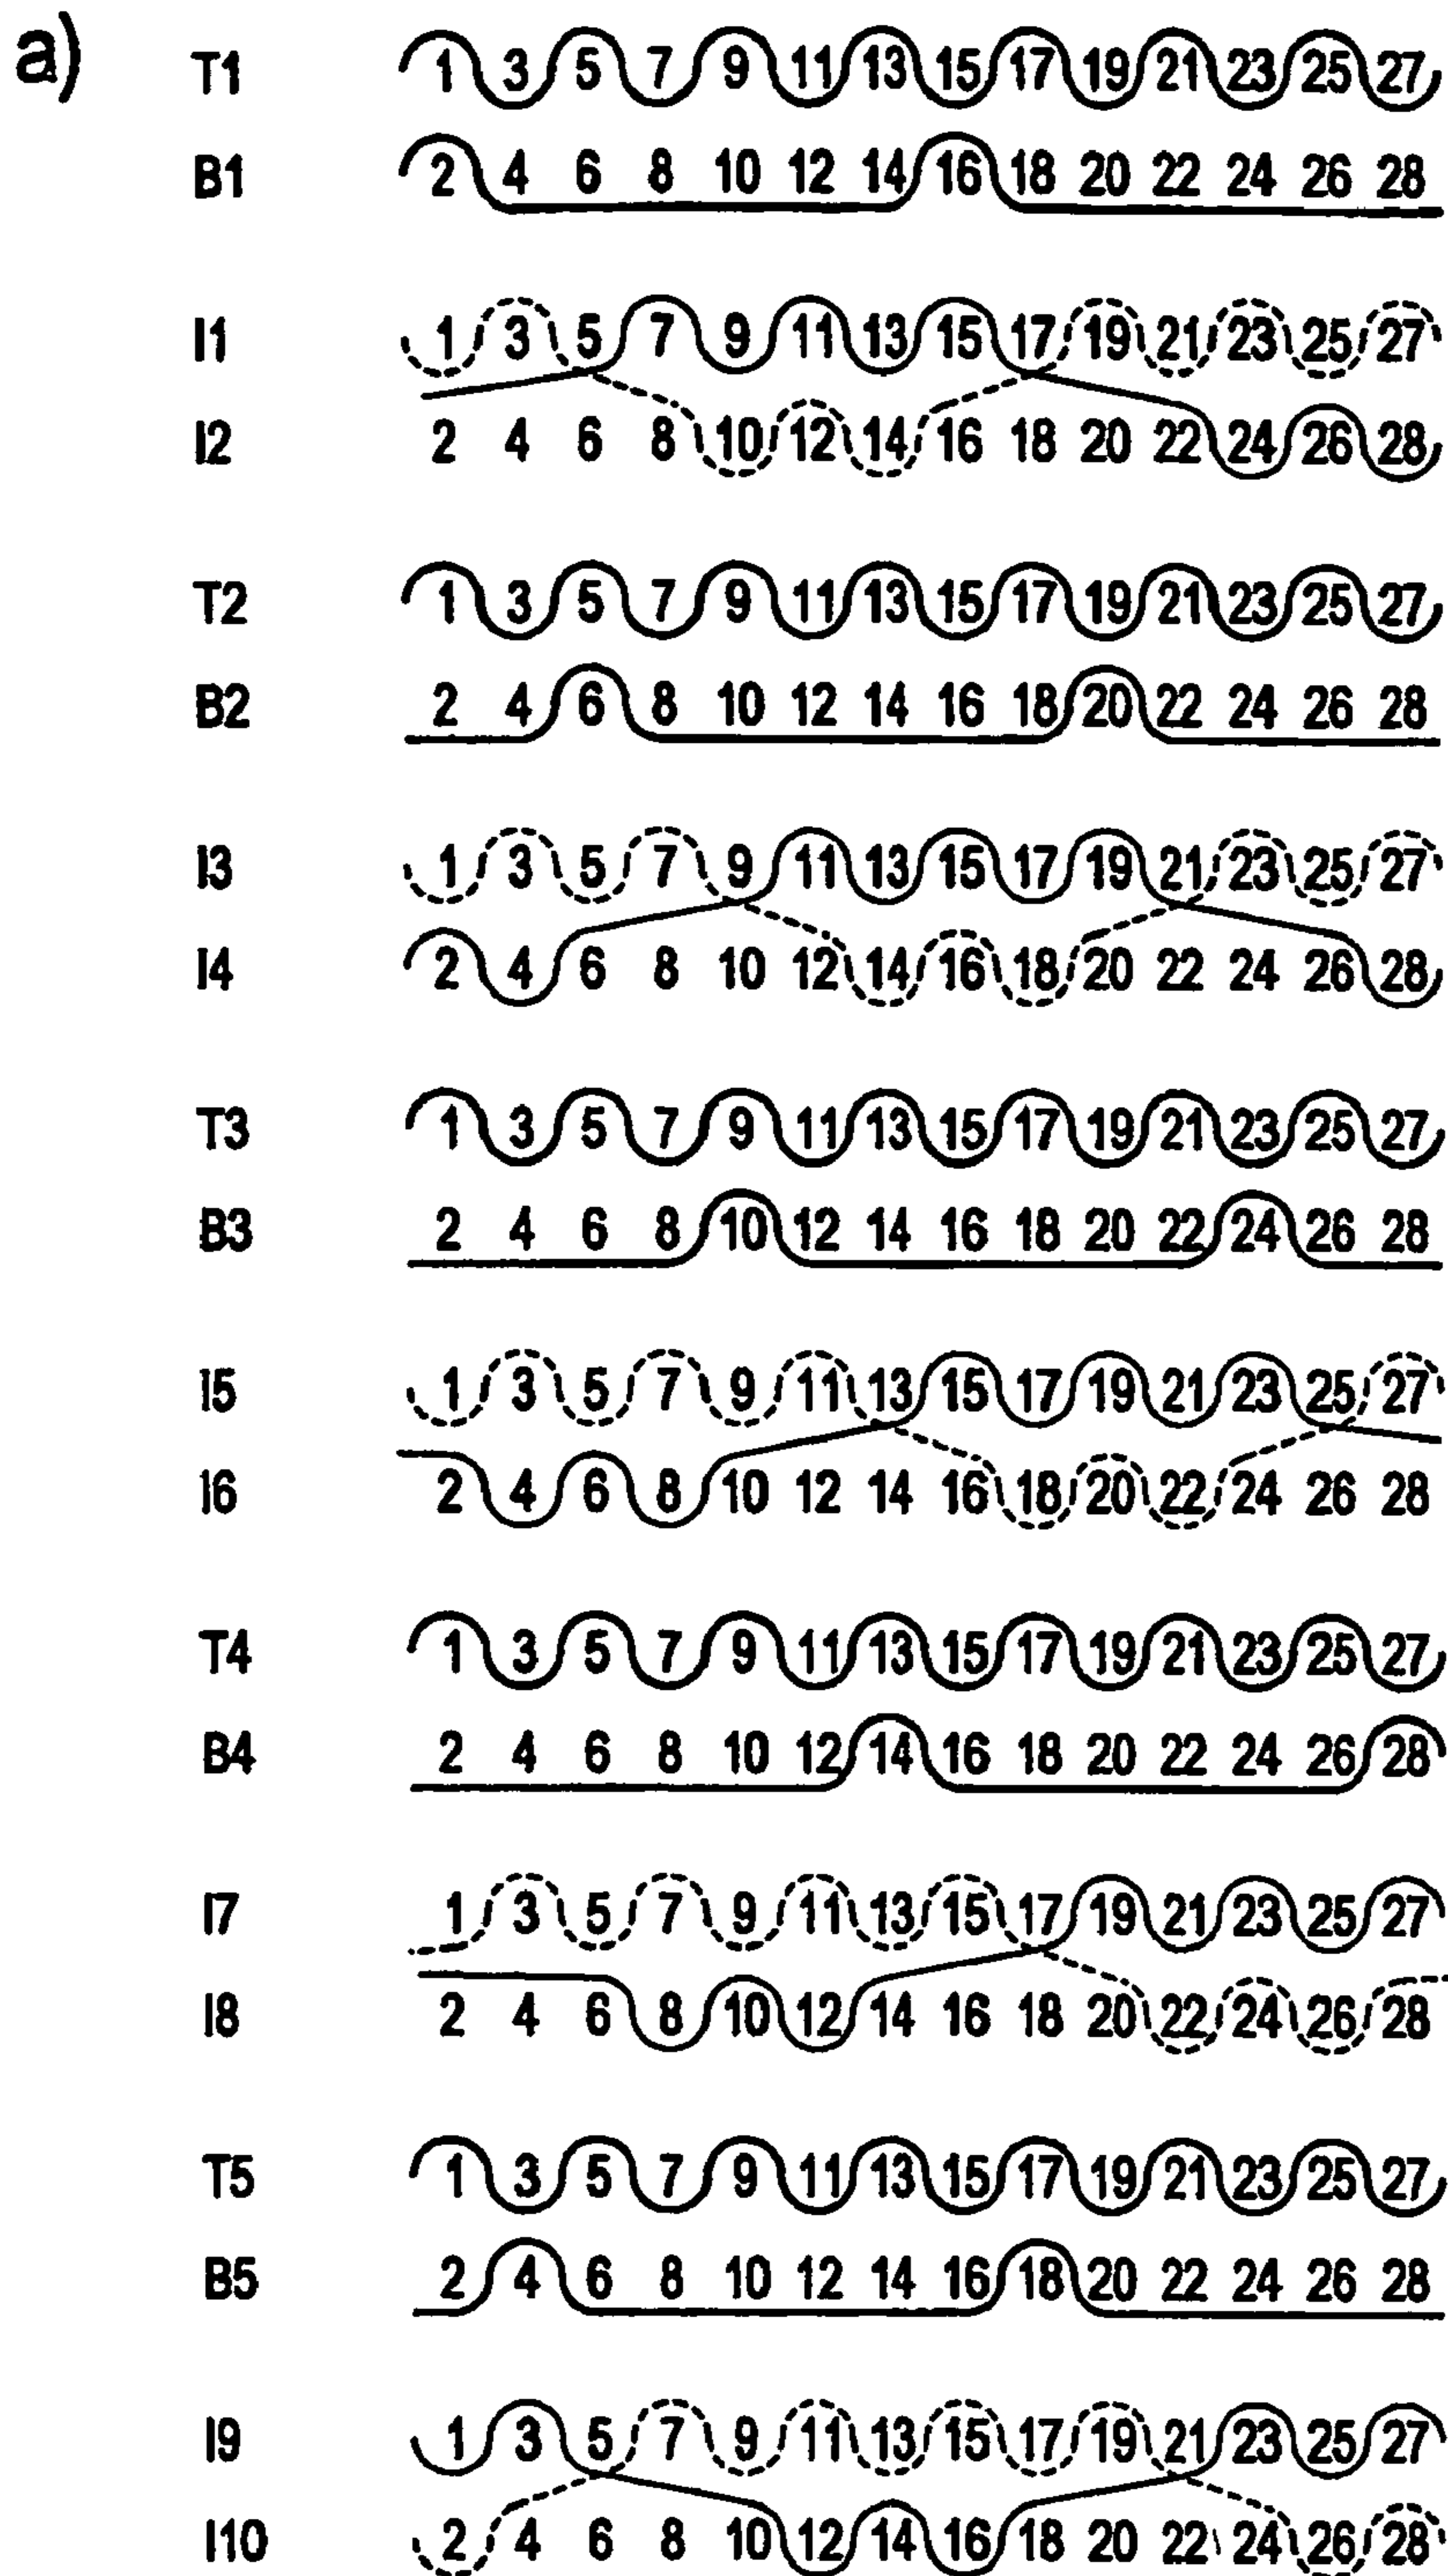 a)
T1 1 3 5 7 9 11 13 15 17 19 21 23 25 27
B1 2 4 6 8 10 12 14 16 18 20 22 24 26 28
I1 1 3 5 7 9 11 13 15 17 19 21 23 25 27
I2 2 4 6 8 10 12 14 16 18 20 22 24 26 28
T2 1 3 5 7 9 11 13 15 17 19 21 23 25 27
B2 2 4 6 8 10 12 14 16 18 20 22 24 26 28
I3 1 3 5 7 9 11 13 15 17 19 21 23 25 27
I4 2 4 6 8 10 12 14 16 18 20 22 24 26 28
T3 1 3 5 7 9 11 13 15 17 19 21 23 25 27
B3 2 4 6 8 10 12 14 16 18 20 22 24 26 28
I5 1 3 5 7 9 11 13 15 17 19 21 23 25 27
I6 2 4 6 8 10 12 14 16 18 20 22 24 26 28
T4 1 3 5 7 9 11 13 15 17 19 21 23 25 27
B4 2 4 6 8 10 12 14 16 18 20 22 24 26 28
I7 1 3 5 7 9 11 13 15 17 19 21 23 25 27
I8 2 4 6 8 10 12 14 16 18 20 22 24 26 28
T5 1 3 5 7 9 11 13 15 17 19 21 23 25 27
B5 2 4 6 8 10 12 14 16 18 20 22 24 26 28
I9 1 3 5 7 9 11 13 15 17 19 21 23 25 27
I10 2 4 6 8 10 12 14 16 18 20 22 24 26 28